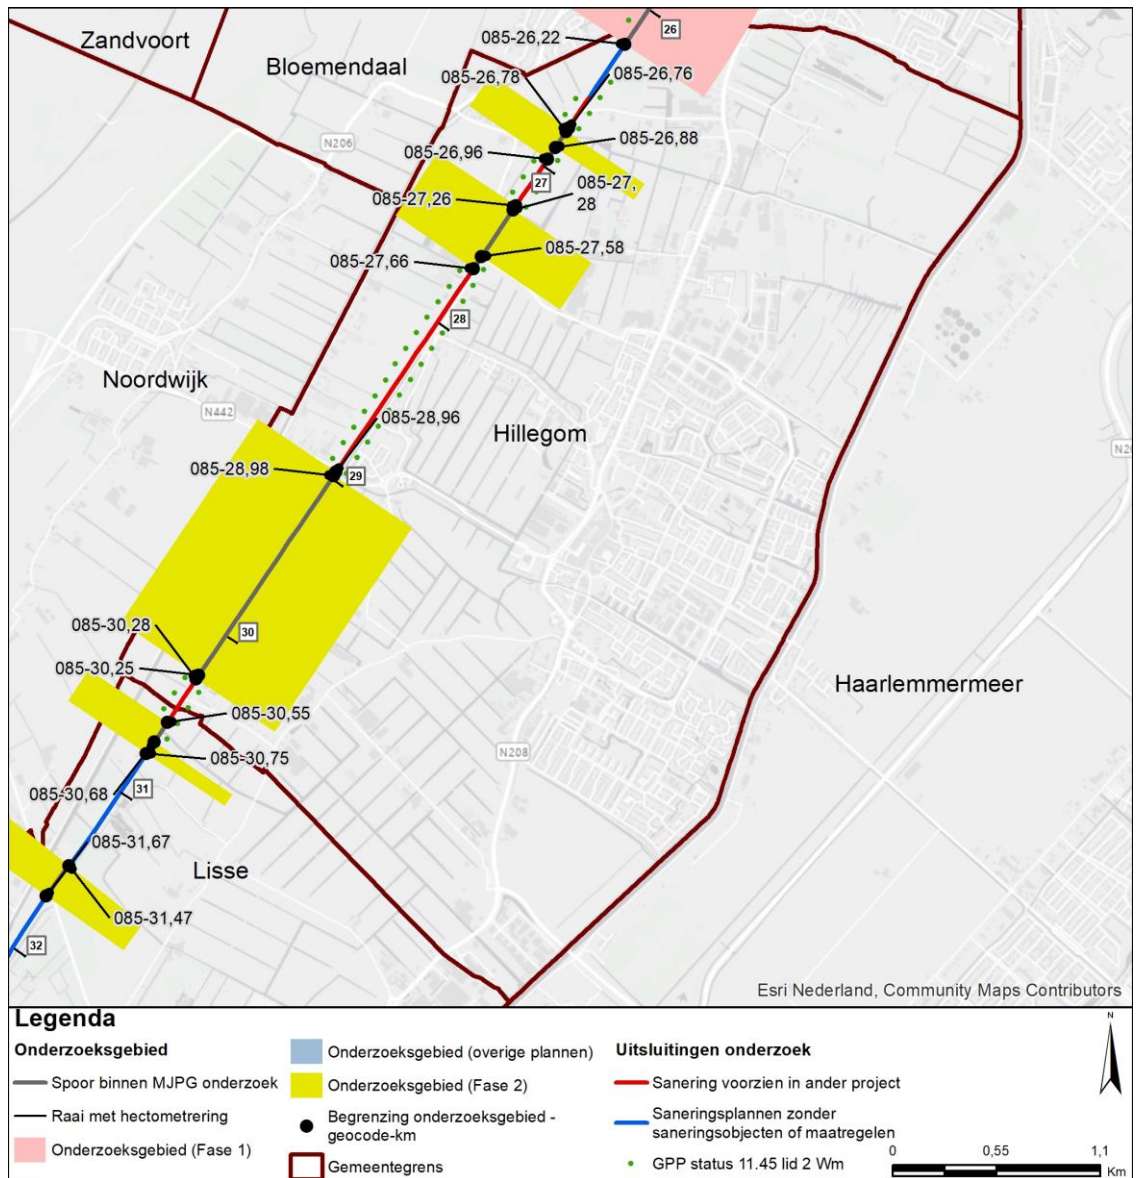 26
Zandvoort
085-26,22
Bloemendaal
085-26,78
085-26,76
N206
085-26,88
085-26,96
27
085-27,
28
085-27,26
085-27,58
085-27,66
28
Noordwijk
N442
085-28,96
Hillegom
085-28,98
29
085-30,28
30
085-30,25
Haarlemmermeer
085-30,55
N208
085-30,75
085-30,68
31
085-31,67
Lisse
085-31,47
32
Esri Nederland, Community Maps Contributors
Legenda
Onderzoeksgebied
Spoor binnen MJPG onderzoek
Raai met hectometrering
Onderzoeksgebied (Fase 1)
Onderzoeksgebied (overige plannen)
Onderzoeksgebied (Fase 2)
Begrenzing onderzoeksgebied -
geocode-km
Gemeentegrens
Uitsluitingen onderzoek
Sanering voorzien in ander project
Saneringsplannen zonder
saneringsobjecten of maatregelen
GPP status 11.45 lid 2 Wm
N
0 0,55 1,1
Km